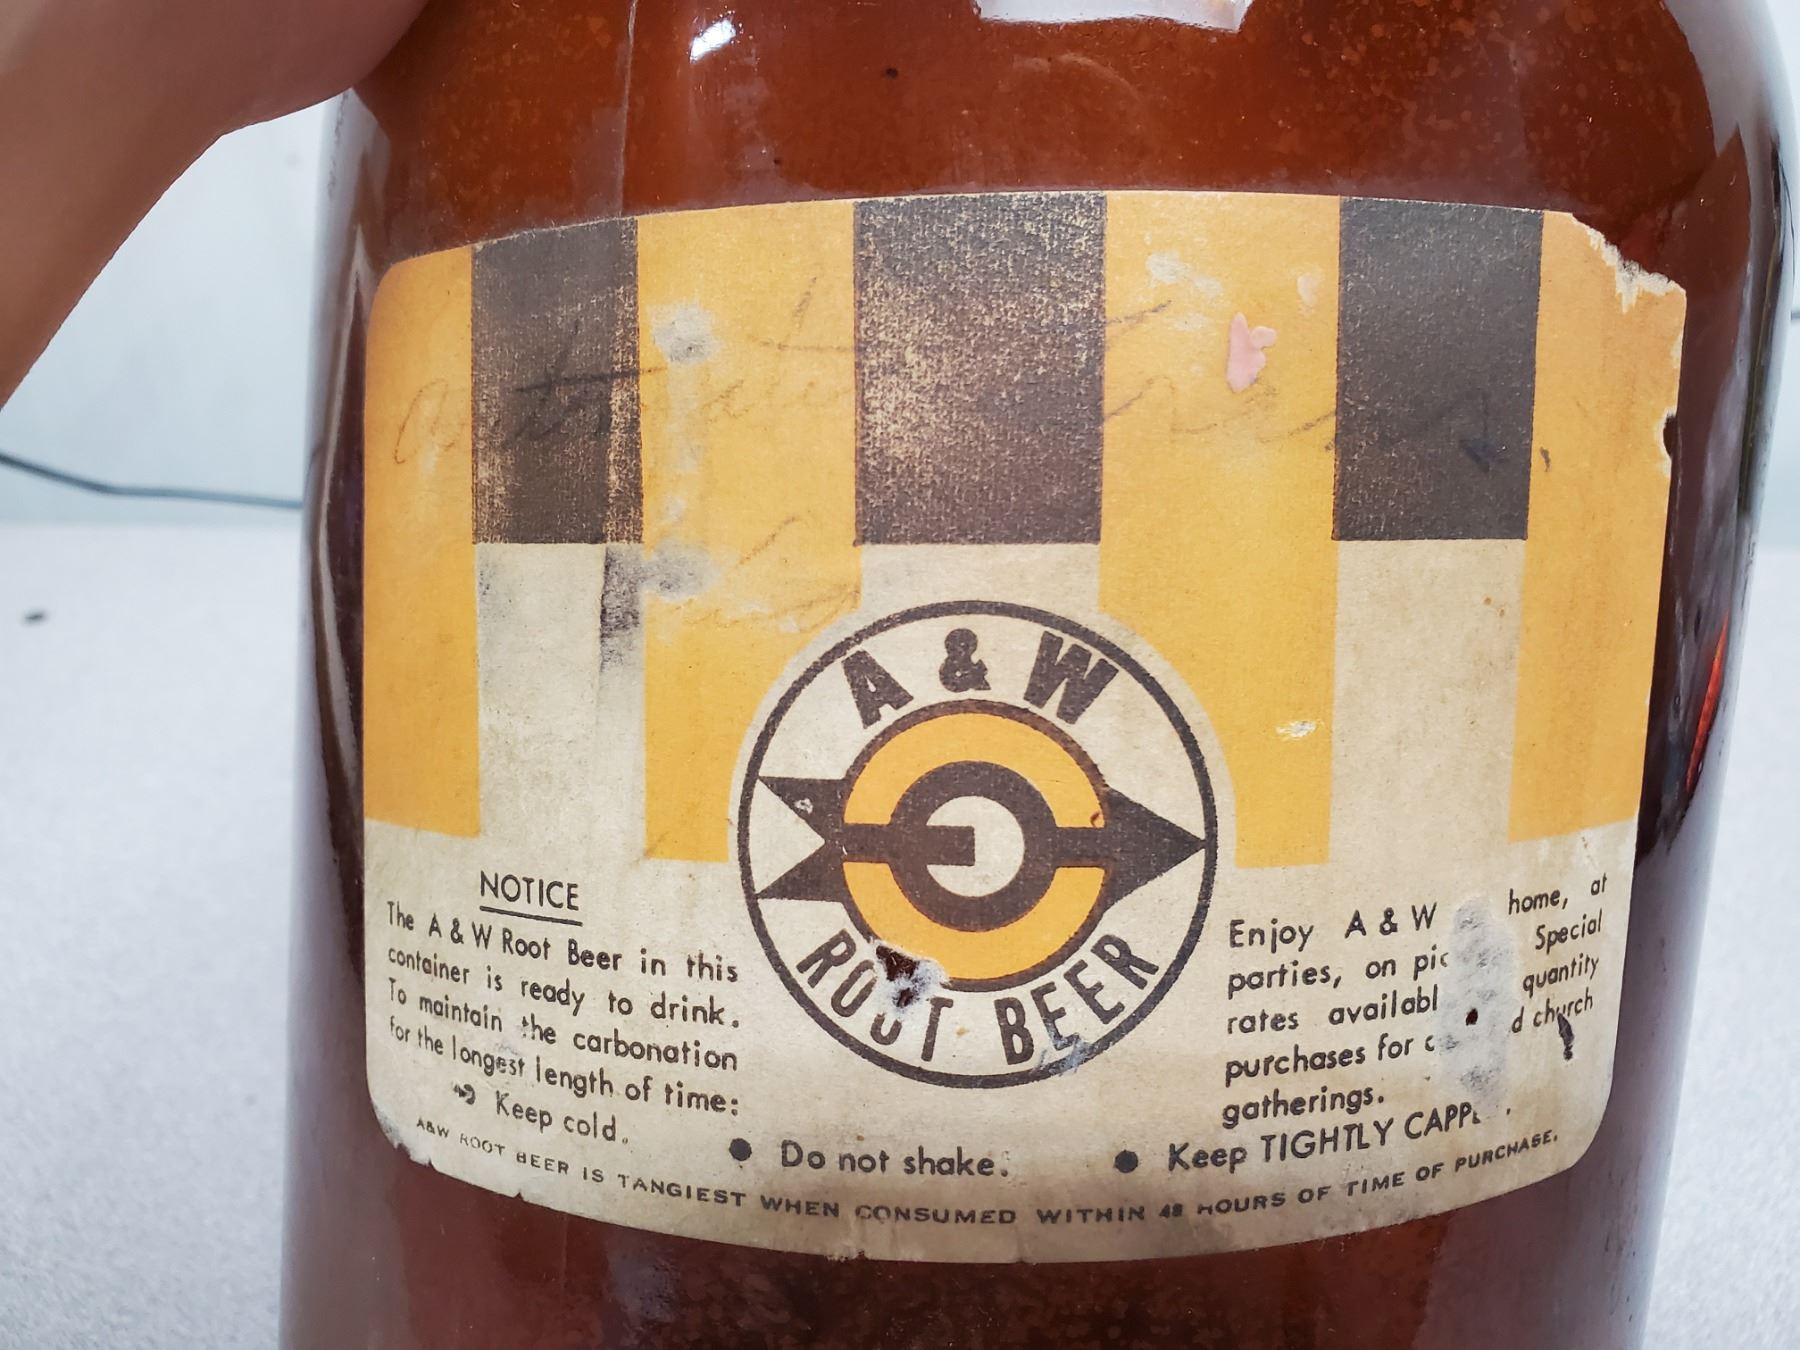 A & W
ROOT BEER
NOTICE
The A & W Root Beer in this
container is ready to drink.
To maintain the carbonation
for the longest length of time:
Keep cold.
● Do not shake.
● Keep TIGHTLY
Enjoy A & W home, at
parties, on Special
rates quantity
purchases for church
gatherings.
A&W ROOT BEER IS TANGIEST WHEN CONSUMED WITHIN 48 HOURS OF TIME OF PURCHASE.